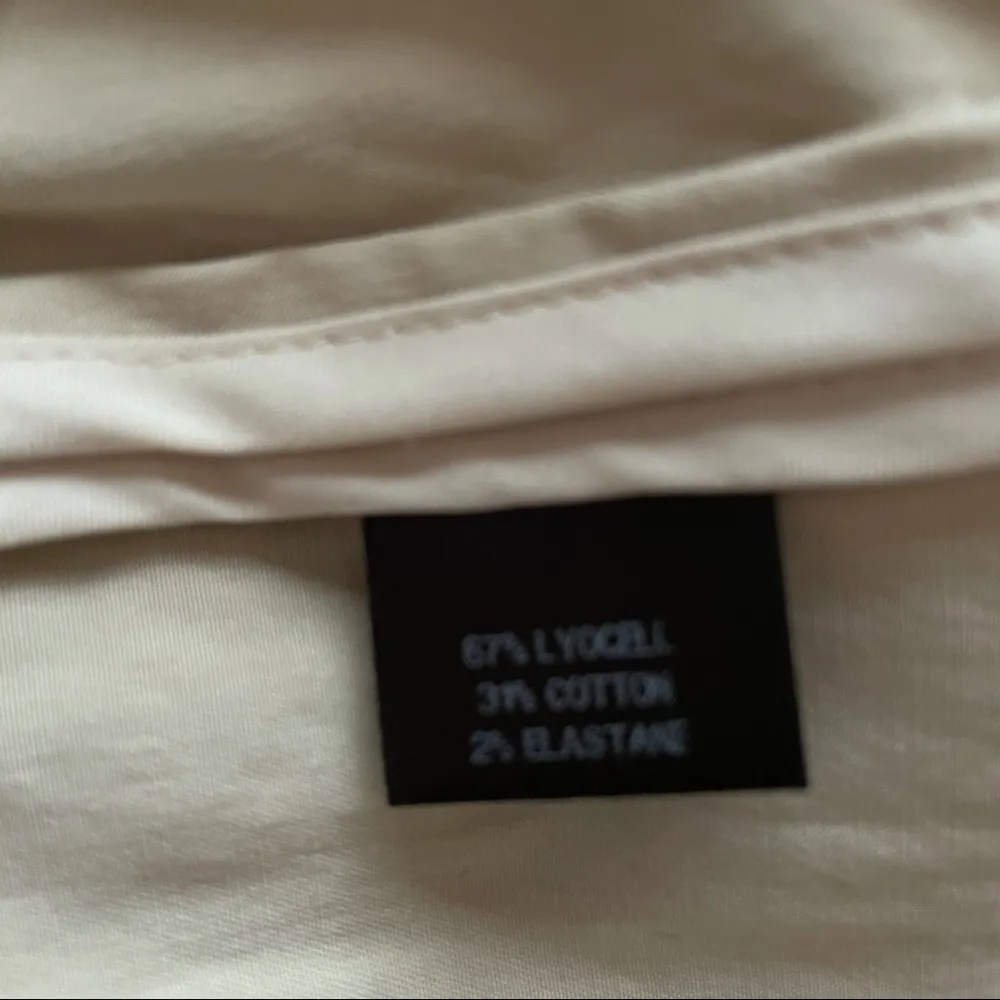 67% LYOCELL
31% COTTON
2% ELASTANE